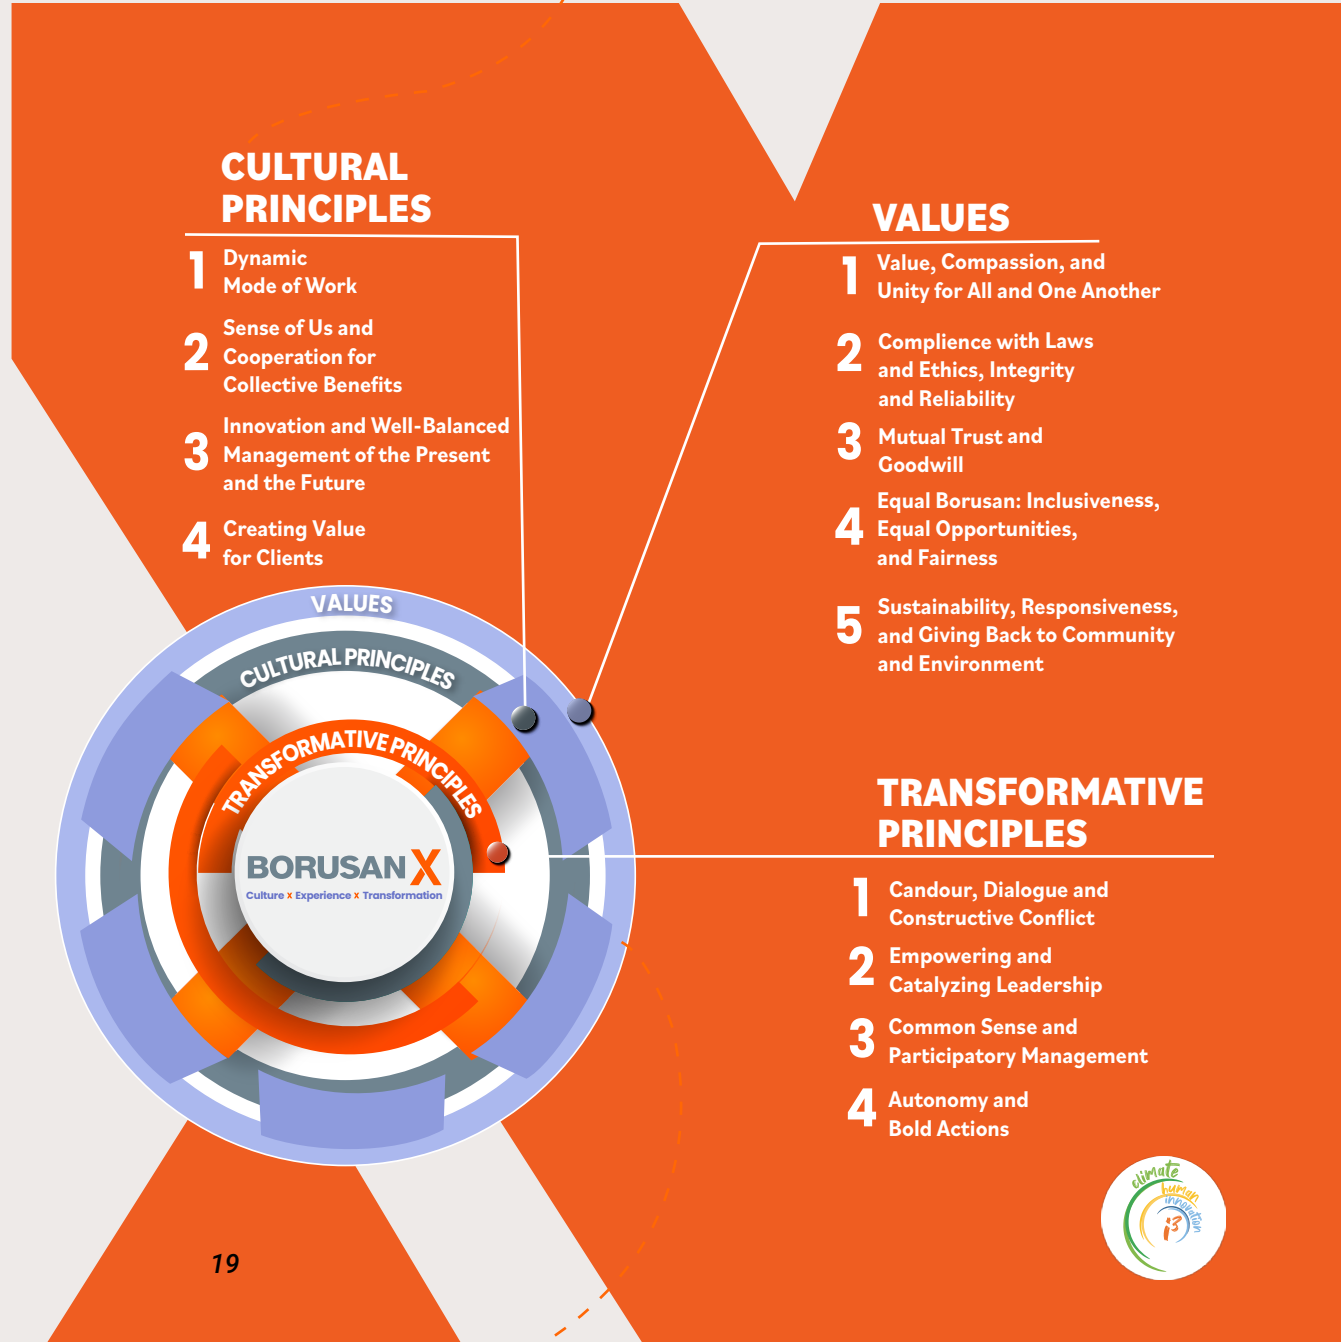 CULTURAL
PRINCIPLES
1 Dynamic
Mode of Work
2 Sense of Us and
Cooperation for
Collective Benefits
3 Innovation and Well-Balanced
Management of the Present
and the Future
4 Creating Value
for Clients
VALUES
1 Value, Compassion, and
Unity for All and One Another
2 Complience with Laws
and Ethics, Integrity
and Reliability
3 Mutual Trust and
Goodwill
4 Equal Borusan: Inclusiveness,
Equal Opportunities,
and Fairness
5 Sustainability, Responsiveness,
and Giving Back to Community
and Environment
VALUES
CULTURAL PRINCIPLES
TRANSFORMATIVE PRINCIPLES
BORUSAN X
Culture x Experience x Transformation
TRANSFORMATIVE
PRINCIPLES
1 Candour, Dialogue and
Constructive Conflict
2 Empowering and
Catalyzing Leadership
3 Common Sense and
Participatory Management
4 Autonomy and
Bold Actions
climate
human
innovation
i3
19